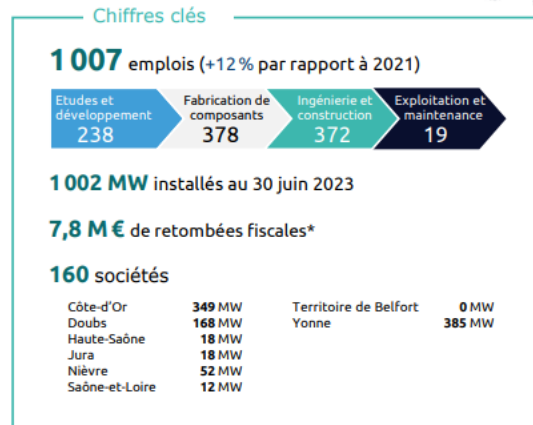 Chiffres clés
1 007 emplois (+12 % par rapport à 2021)
Etudes et développement 238
Fabrication de composants 378
Ingénierie et construction 372
Exploitation et maintenance 19
1 002 MW installés au 30 juin 2023
7,8 M € de retombées fiscales*
160 sociétés
Côte-d'Or 349 MW
Doubs 168 MW
Haute-Saône 18 MW
Jura 18 MW
Nièvre 52 MW
Saône-et-Loire 12 MW
Territoire de Belfort 0 MW
Yonne 385 MW